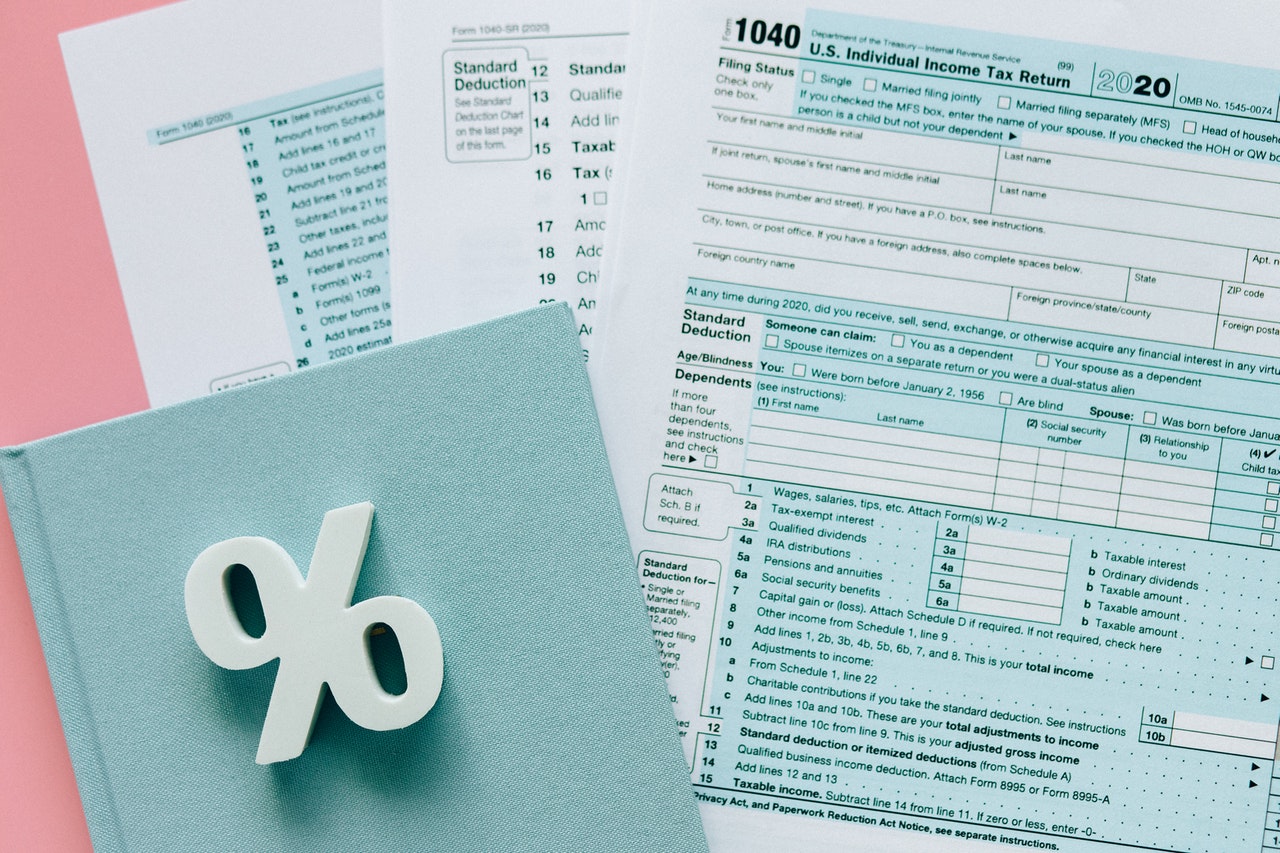 Form 1040 (2020)
16 Tax (see instructions). C
17 Amount from Schedule
18 Add lines 16 and 17
19 Child tax credit or cre
20 Amount from Sched
21 Add lines 19 and 20
22 Subtract line 21 fro
23 Other taxes, includ
24 Add lines 22 and
25 Federal income t
a Form(s) W-2
b Form(s) 1099
c Other forms (s
d Add lines 25a
26 2020 estimat
• If you have a
Form 1040-SR (2020)
Standard
Deduction
See Standard
Deduction Chart
on the last page
of this form.
12 Standa
13 Qualifie
14 Add lin
15 Taxab
16 Tax (s
1
17 Amo
18 Add
19 Chi
20 An
A
S
Form 1040 Department of the Treasury—Internal Revenue Service (99)
U.S. Individual Income Tax Return 2020 OMB No. 1545-0074
Filing Status
Check only
one box.
Single Married filing jointly Married filing separately (MFS) Head of househo
If you checked the MFS box, enter the name of your spouse. If you checked the HOH or QW bo
person is a child but not your dependent ▶
Your first name and middle initial Last name
If joint return, spouse's first name and middle initial Last name
Home address (number and street). If you have a P.O. box, see instructions. Apt. n
City, town, or post office. If you have a foreign address, also complete spaces below. State ZIP code
Foreign country name Foreign province/state/county Foreign posta
At any time during 2020, did you receive, sell, send, exchange, or otherwise acquire any financial interest in any virtu
Standard
Deduction
Someone can claim: You as a dependent Your spouse as a dependent
Spouse itemizes on a separate return or you were a dual-status alien
Age/Blindness You: Were born before January 2, 1956 Are blind Spouse: Was born before Janua
Dependents (see instructions):
If more
than four
dependents,
see instructions
and check
here ▶
(1) First name Last name (2) Social security
number (3) Relationship
to you (4) ✔
Child tax
Attach
Sch. B if
required.
1 Wages, salaries, tips, etc. Attach Form(s) W-2
2a Tax-exempt interest 2a b Taxable interest
3a Qualified dividends 3a b Ordinary dividends
4a IRA distributions 4a b Taxable amount
5a Pensions and annuities 5a b Taxable amount
6a Social security benefits 6a b Taxable amount
7 Capital gain or (loss). Attach Schedule D if required. If not required, check here ▶
8 Other income from Schedule 1, line 9
9 Add lines 1, 2b, 3b, 4b, 5b, 6b, 7, and 8. This is your total income ▶
10 Adjustments to income:
a From Schedule 1, line 22 10a
b Charitable contributions if you take the standard deduction. See instructions 10b
c Add lines 10a and 10b. These are your total adjustments to income ▶
11 Subtract line 10c from line 9. This is your adjusted gross income ▶
12 Standard deduction or itemized deductions (from Schedule A)
13 Qualified business income deduction. Attach Form 8995 or Form 8995-A
14 Add lines 12 and 13
15 Taxable income. Subtract line 14 from line 11. If zero or less, enter -0-
Standard
Deduction for—
• Single or
Married filing
separately,
12,400
Privacy Act, and Paperwork Reduction Act Notice, see separate instructions.
%